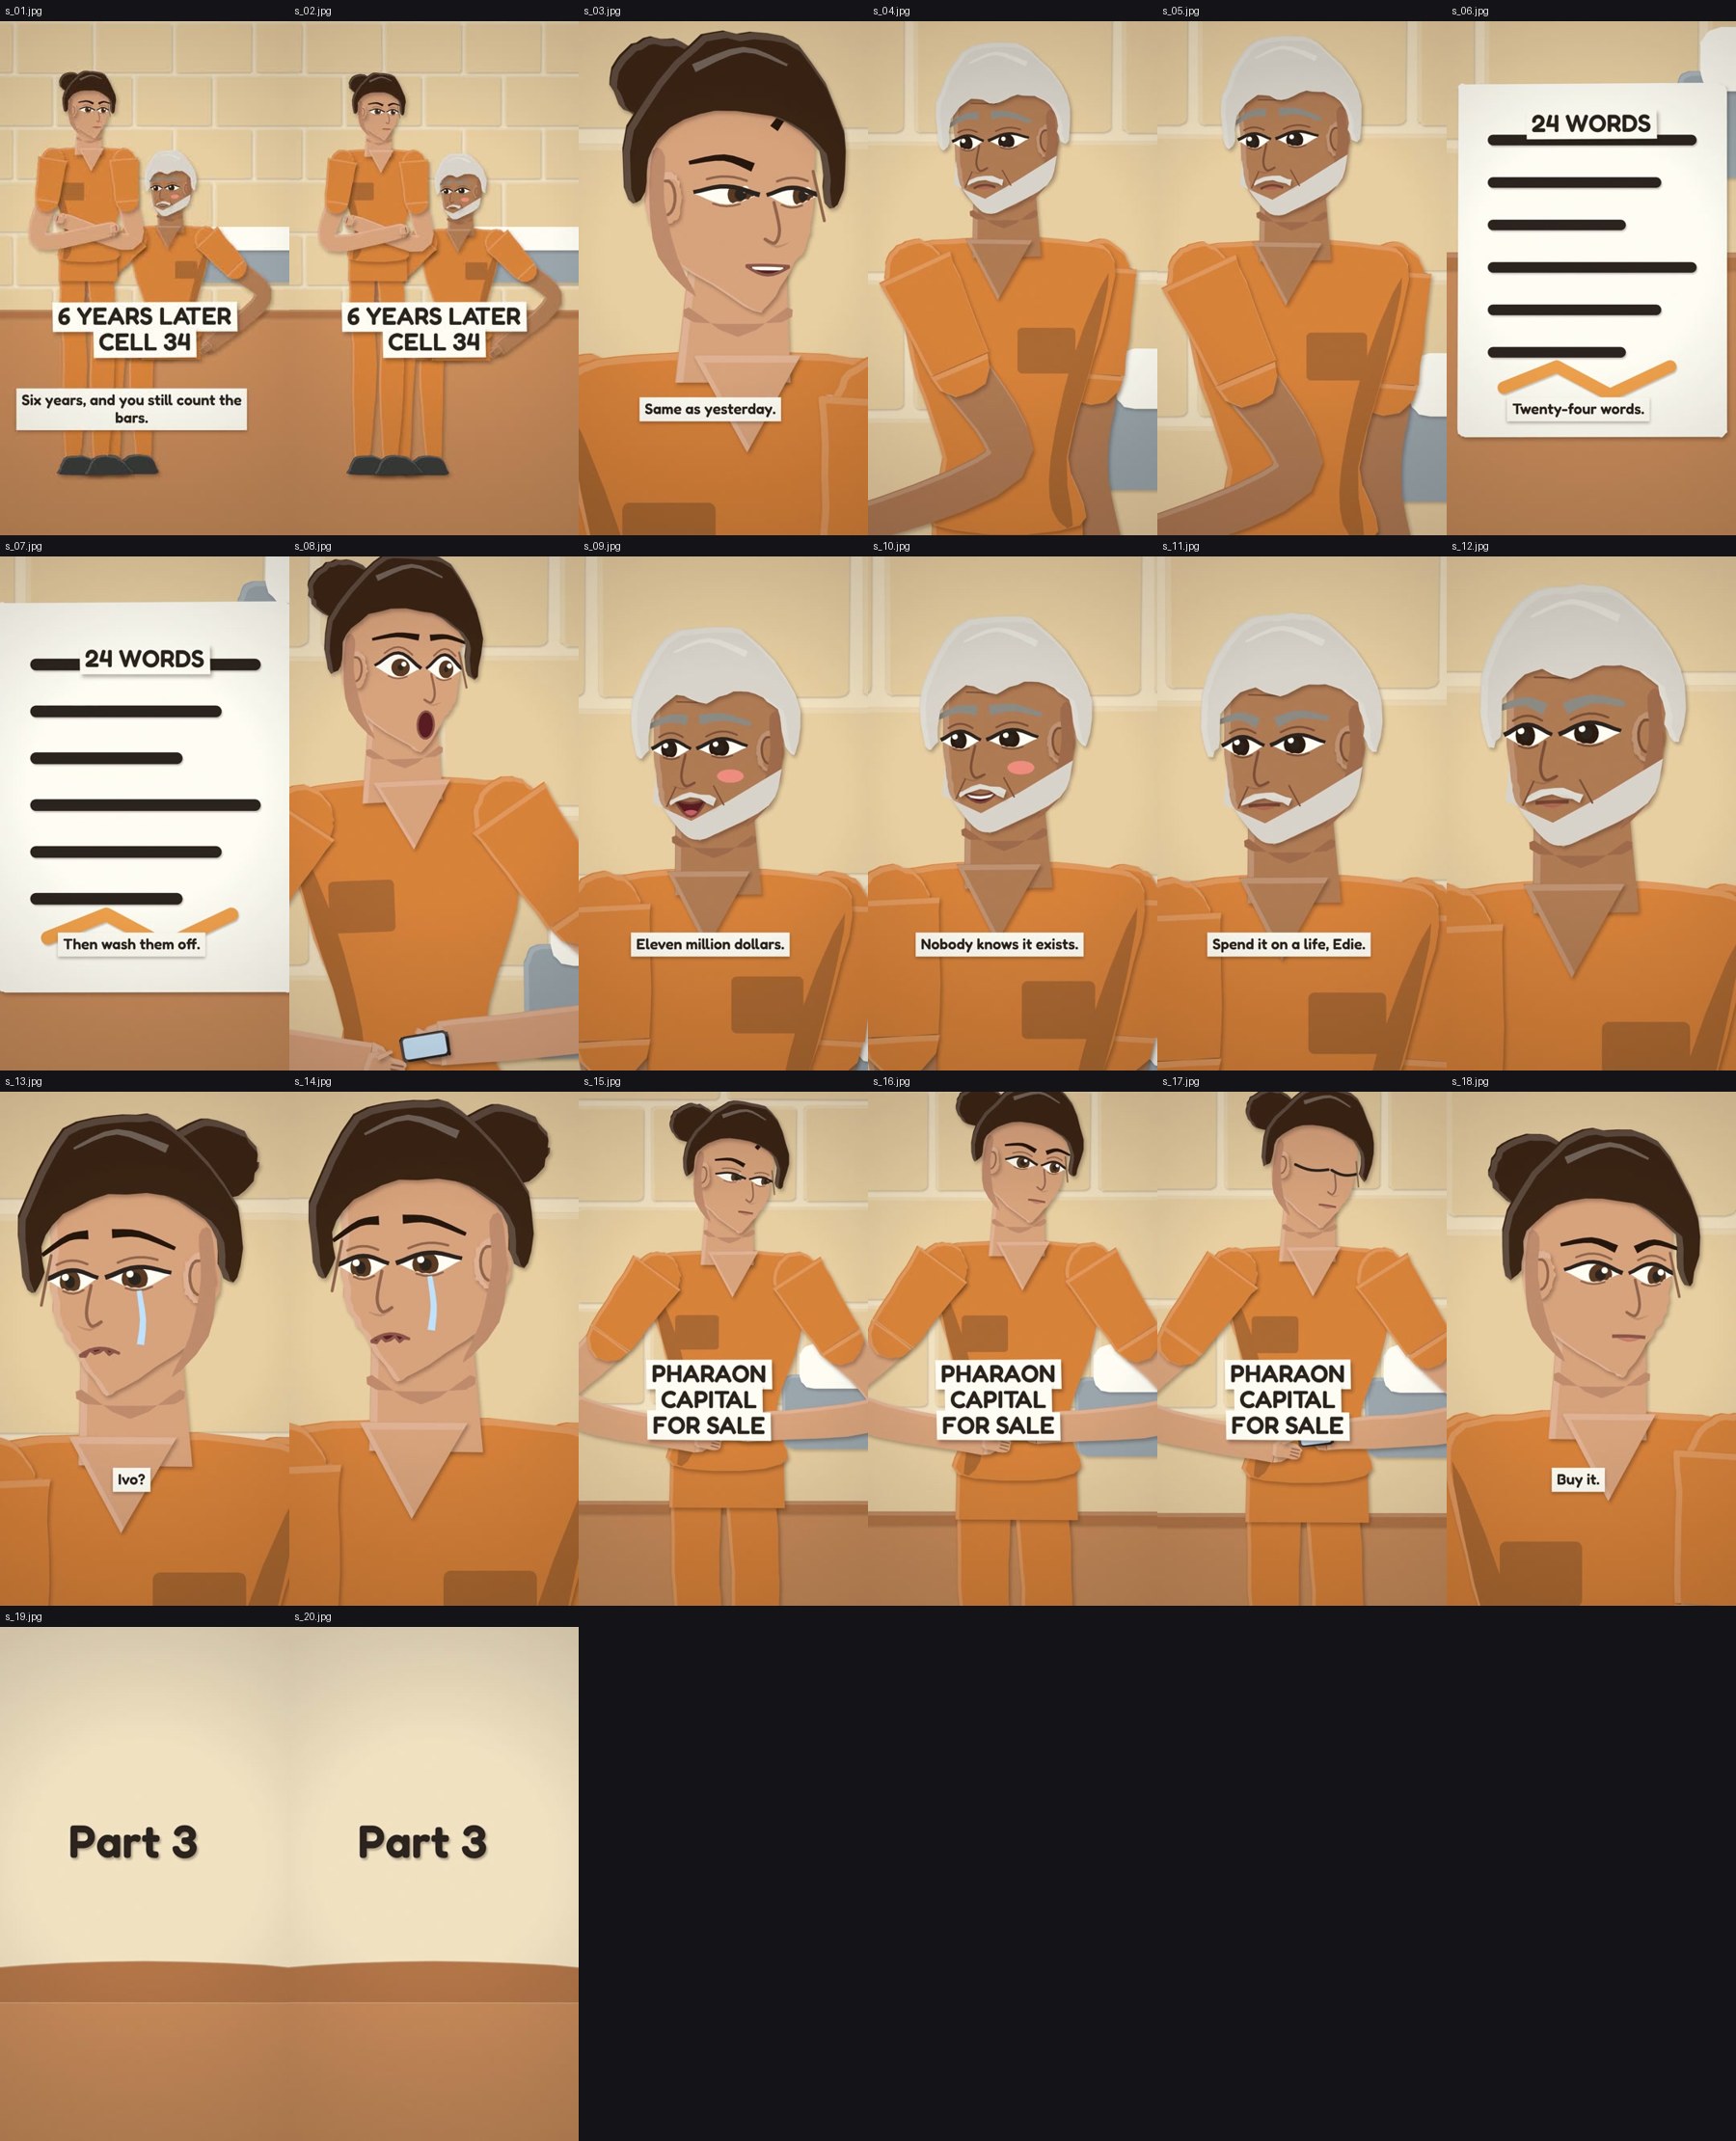 s_01.jpg
s_02.jpg
s_03.jpg
s_04.jpg
s_05.jpg
s_06.jpg
6 YEARS LATER
CELL 34
Six years, and you still count the
bars.
6 YEARS LATER
CELL 34
Same as yesterday.
24 WORDS
Twenty-four words.
s_07.jpg
s_08.jpg
s_09.jpg
s_10.jpg
s_11.jpg
s_12.jpg
24 WORDS
Then wash them off.
Eleven million dollars.
Nobody knows it exists.
Spend it on a life, Edie.
s_13.jpg
s_14.jpg
s_15.jpg
s_16.jpg
s_17.jpg
s_18.jpg
Ivo?
PHARAON
CAPITAL
FOR SALE
PHARAON
CAPITAL
FOR SALE
PHARAON
CAPITAL
FOR SALE
Buy it.
s_19.jpg
s_20.jpg
Part 3
Part 3